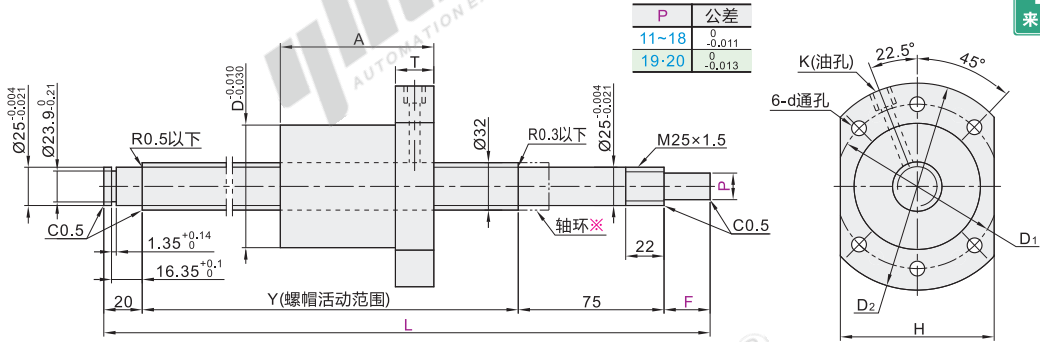 P 公差
11~18 0 -0.011
19·20 0 -0.013
来
AUTOMATION E
A
T
D-0.010 -0.030
Ø25-0.004 -0.021
Ø23.9 0 -0.21
R0.5以下
Ø32
R0.3以下
Ø25-0.004 -0.021
M25×1.5
P
C0.5
1.35+0.14 0
16.35+0.1 0
轴环※
22
C0.5
20
Y(螺帽活动范围)
75
F
L
K(油孔)
22.5°
45°
6-d通孔
D1
D2
H